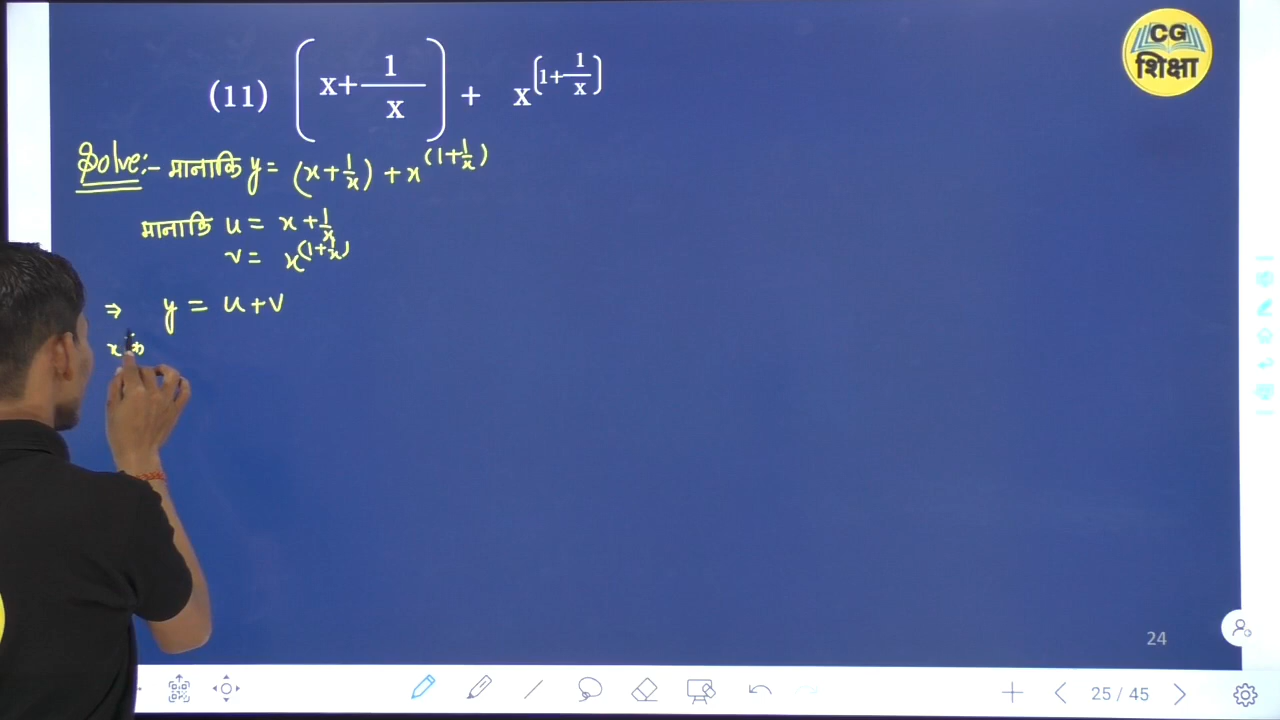 CG
शिक्षा
(11) (x+1/x) + x^(1+1/x)
Solve:- मानाकि y = (x+1/x) + x^(1+1/x)
मानाकि u = x+1/x
v = x^(1+1/x)
⇒ y = u+v
x के
24
25 / 45